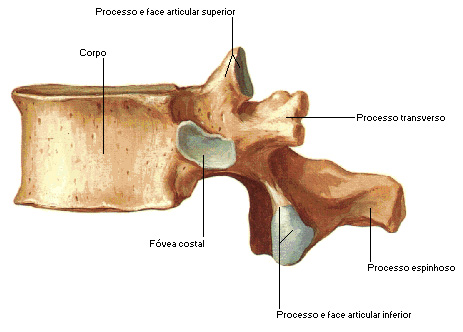 Processo e face articular superior
Corpo
Processo transverso
Fóvea costal
Processo espinhoso
Processo e face articular inferior